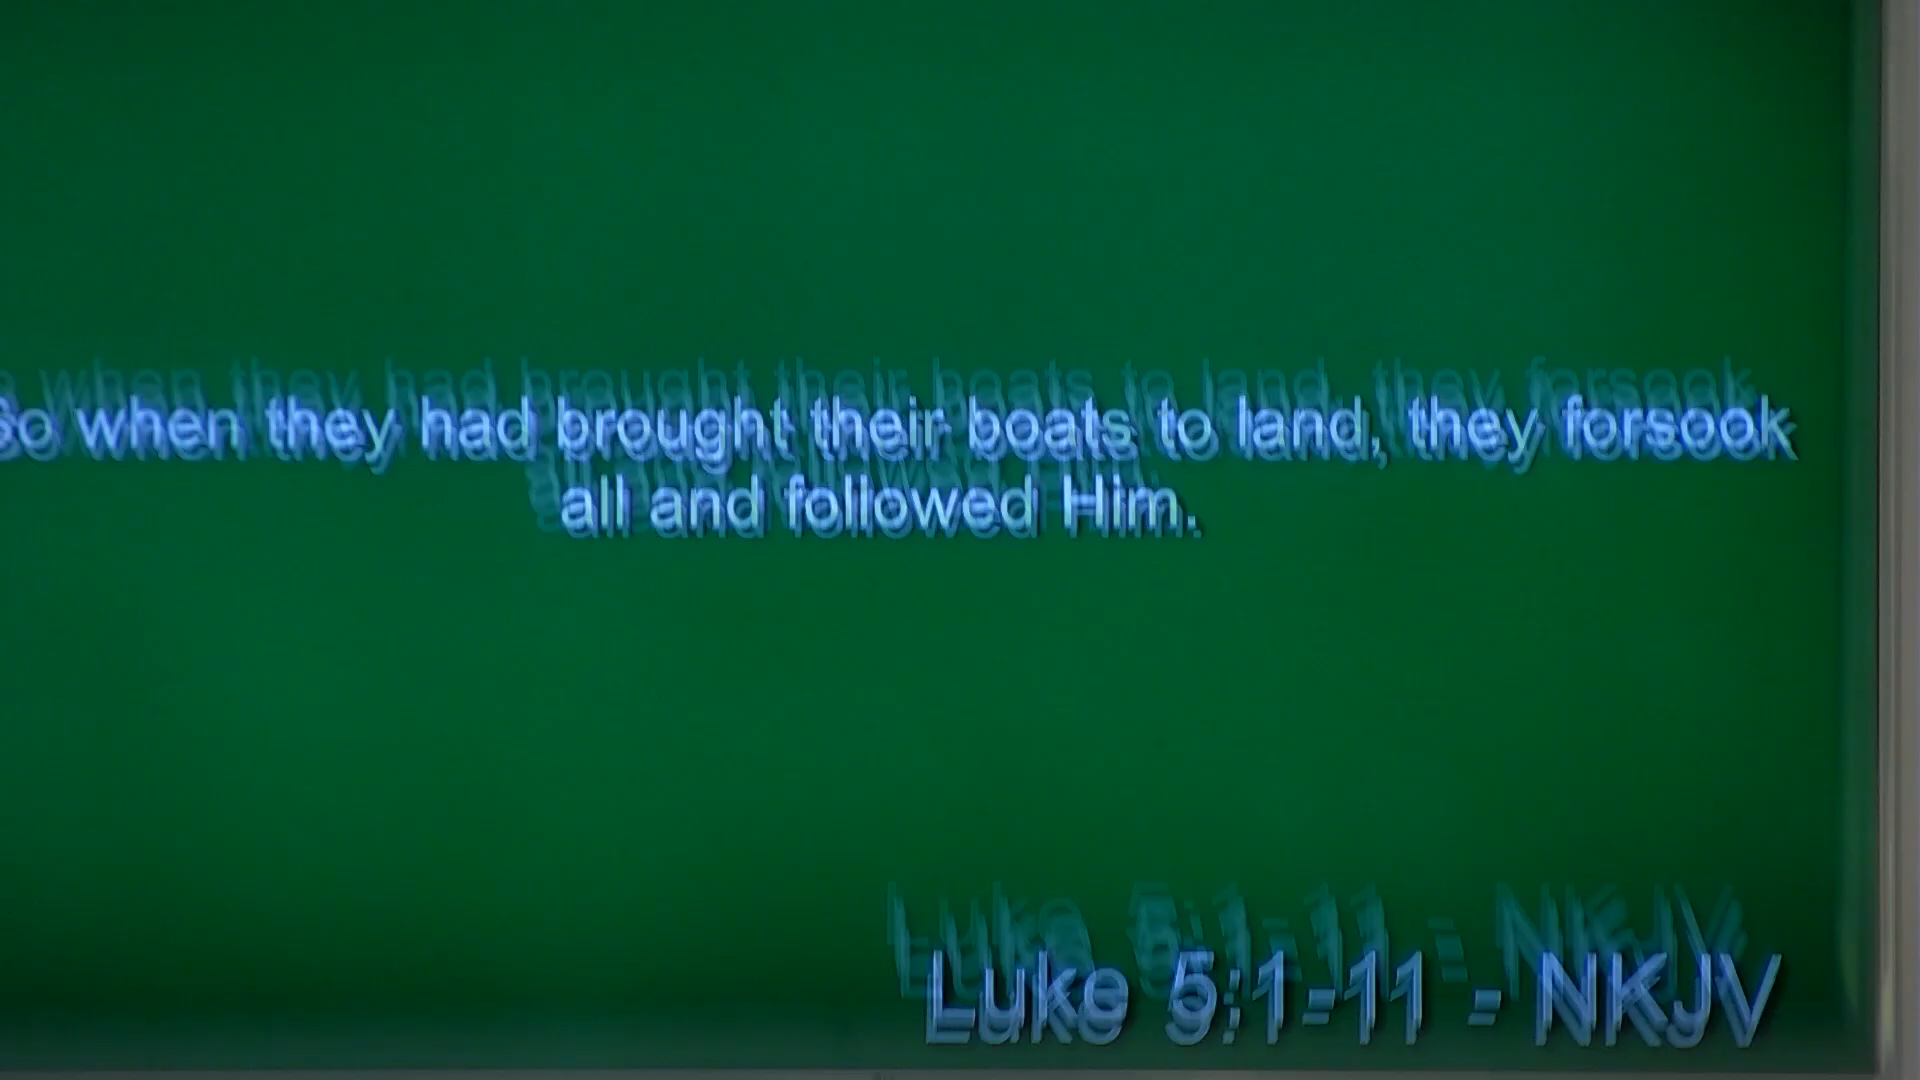 So when they had brought their boats to land, they forsook
all and followed Him.
Luke 5:1-11 - NKJV